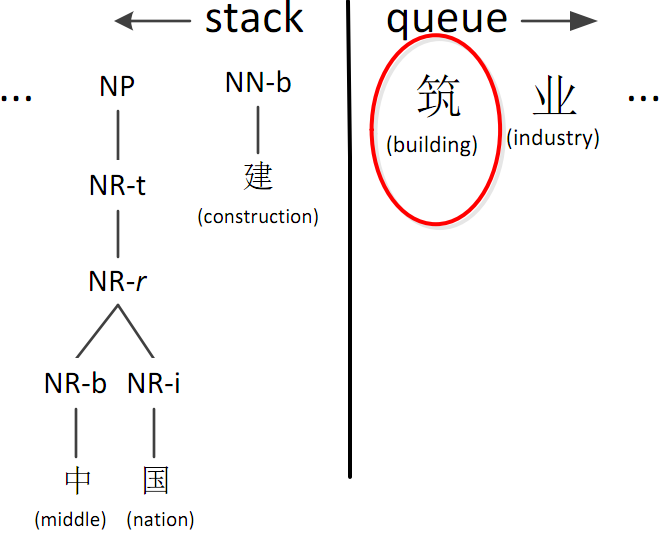 stack queue
... NP NN-b 筑 业 ...
(building) (industry)
NR-t 建
(construction)
NR-r
NR-b NR-i
中 国
(middle) (nation)